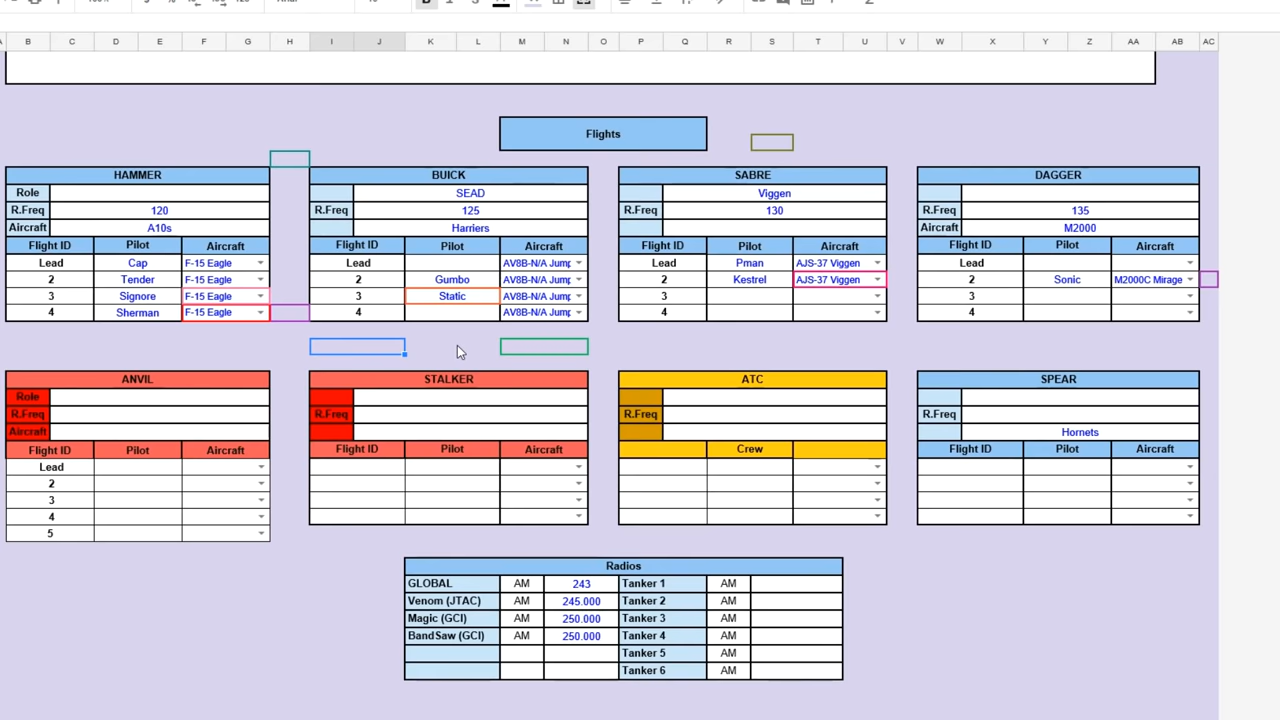 B C D E F G H I J K L M N O P Q R S T U V W X Y Z AA AB AC
Flights
HAMMER BUICK SABRE DAGGER
Role SEAD Viggen
R.Freq 120 R.Freq 125 R.Freq 130 R.Freq 135
Aircraft A10s Harriers Aircraft M2000
Flight ID Pilot Aircraft Flight ID Pilot Aircraft Flight ID Pilot Aircraft Flight ID Pilot Aircraft
Lead Cap F-15 Eagle Lead AV8B-N/A Jump Lead Pman AJS-37 Viggen Lead
2 Tender F-15 Eagle 2 Gumbo AV8B-N/A Jump 2 Kestrel AJS-37 Viggen 2 Sonic M2000C Mirage
3 Signore F-15 Eagle 3 Static AV8B-N/A Jump 3 3
4 Sherman F-15 Eagle 4 AV8B-N/A Jump 4 4
ANVIL STALKER ATC SPEAR
Role
R.Freq R.Freq R.Freq R.Freq
Aircraft Hornets
Flight ID Pilot Aircraft Flight ID Pilot Aircraft Crew Flight ID Pilot Aircraft
Lead
2
3
4
5
Radios
GLOBAL AM 243 Tanker 1 AM
Venom (JTAC) AM 245.000 Tanker 2 AM
Magic (GCI) AM 250.000 Tanker 3 AM
BandSaw (GCI) AM 250.000 Tanker 4 AM
Tanker 5 AM
Tanker 6 AM